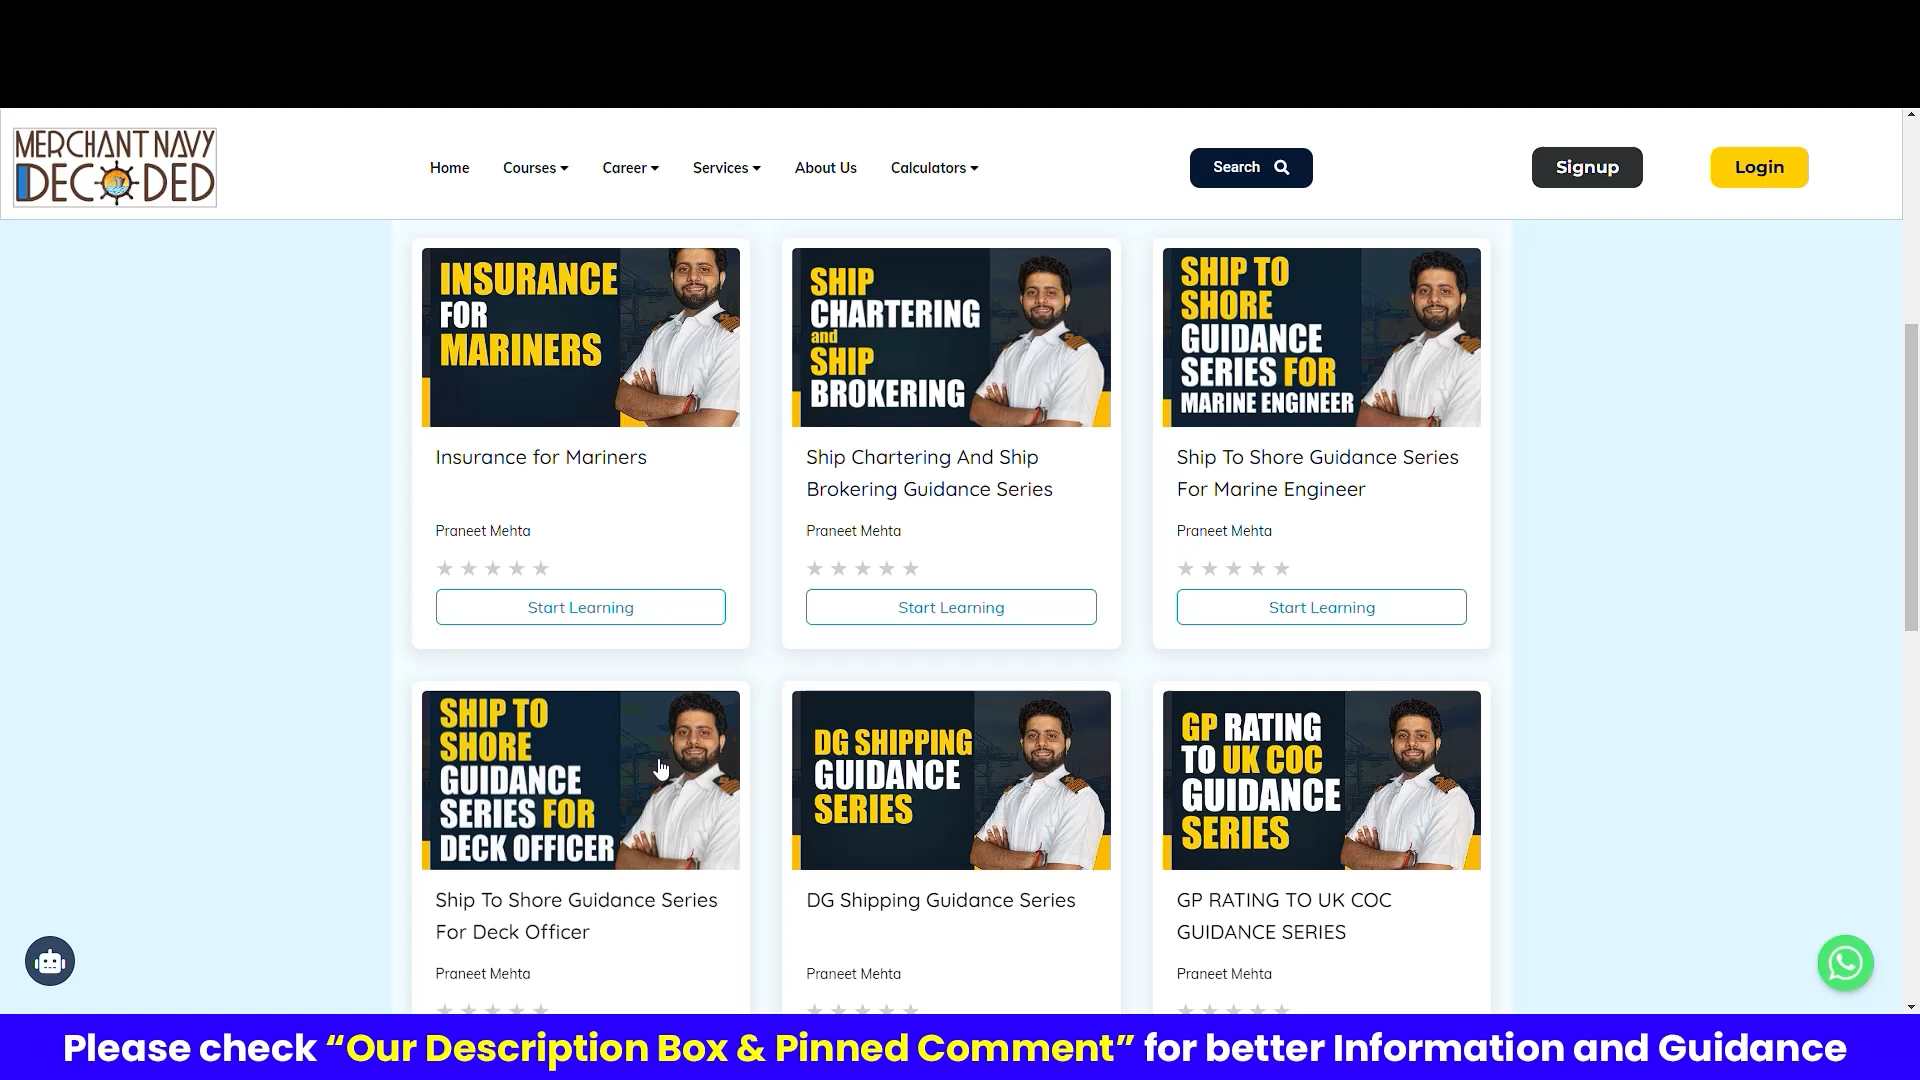 MERCHANT NAVY
DECODED
Home
Courses
Career
Services
About Us
Calculators
Search
Signup
Login
INSURANCE
FOR
MARINERS
SHIP
CHARTERING
and
SHIP
BROKERING
SHIP TO
SHORE
GUIDANCE
SERIES FOR
MARINE ENGINEER
Insurance for Mariners
Ship Chartering And Ship
Brokering Guidance Series
Ship To Shore Guidance Series
For Marine Engineer
Praneet Mehta
Praneet Mehta
Praneet Mehta
Start Learning
Start Learning
Start Learning
SHIP TO
SHORE
GUIDANCE
SERIES FOR
DECK OFFICER
DG SHIPPING
GUIDANCE
SERIES
GP RATING
TO UK COC
GUIDANCE
SERIES
Ship To Shore Guidance Series
For Deck Officer
DG Shipping Guidance Series
GP RATING TO UK COC
GUIDANCE SERIES
Praneet Mehta
Praneet Mehta
Praneet Mehta
Please check “Our Description Box & Pinned Comment” for better Information and Guidance